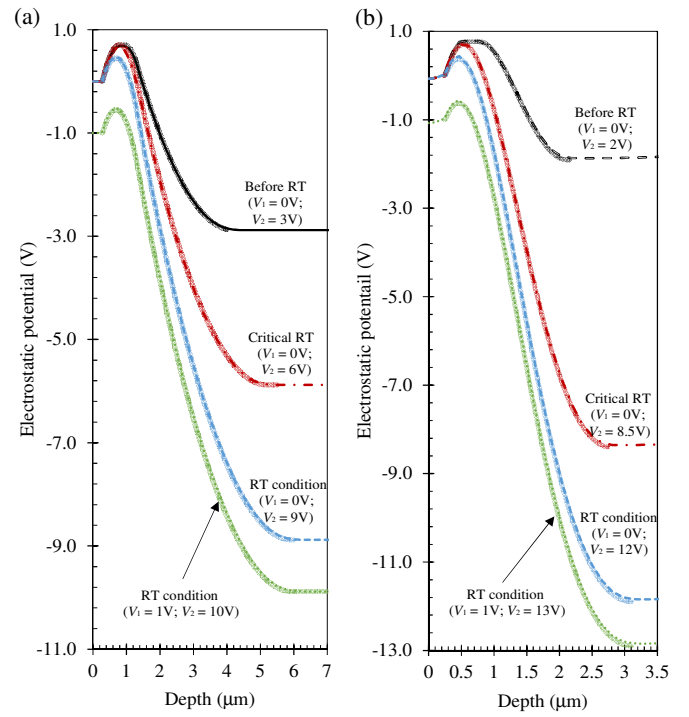 (a)
1.0
-1.0
-3.0
-5.0
-7.0
-9.0
-11.0
Electrostatic potential (V)
Before RT
(V₁ = 0V;
V₂ = 3V)
Critical RT
(V₁ = 0V;
V₂ = 6V)
RT condition
(V₁ = 0V;
V₂ = 9V)
RT condition
(V₁ = 1V; V₂ = 10V)
0 1 2 3 4 5 6 7
Depth (μm)
(b)
1.0
-1.0
-3.0
-5.0
-7.0
-9.0
-11.0
-13.0
Electrostatic potentail (V)
Before RT
(V₁ = 0V;
V₂ = 2V)
Critical RT
(V₁ = 0V;
V₂ = 8.5V)
RT condition
(V₁ = 0V;
V₂ = 12V)
RT condition
(V₁ = 1V; V₂ = 13V)
0 0.5 1 1.5 2 2.5 3 3.5
Depth (μm)